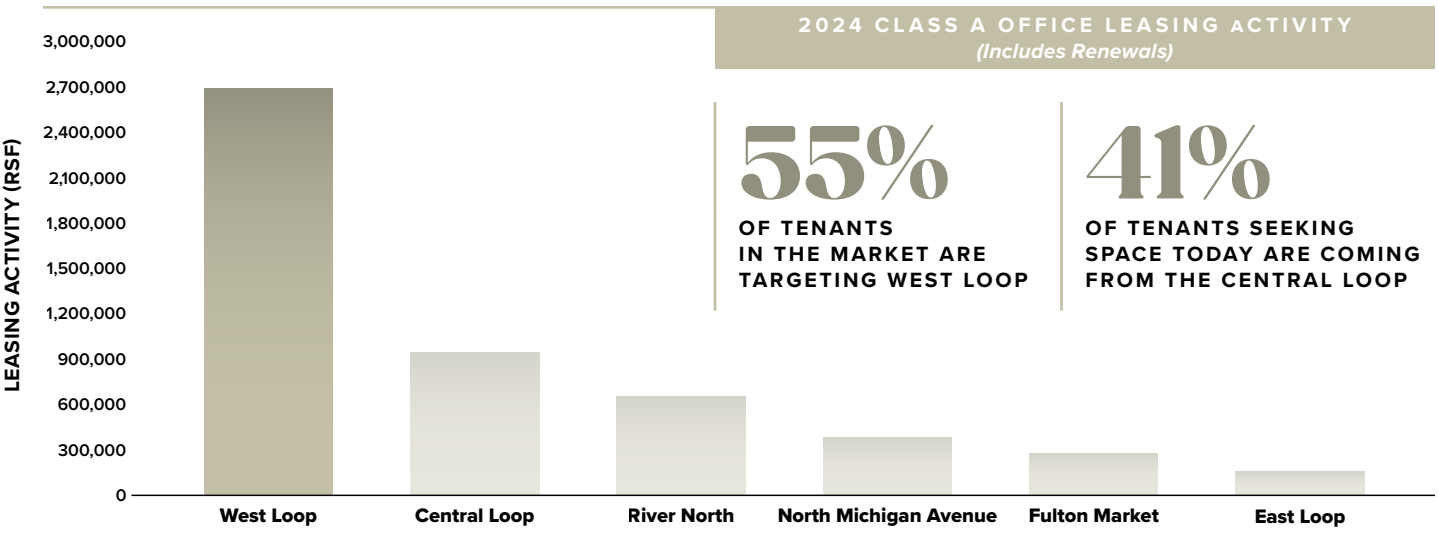 2024 CLASS A OFFICE LEASING ACTIVITY
(Includes Renewals)
LEASING ACTIVITY (RSF)
3,000,000
2,700,000
2,400,000
2,100,000
1,800,000
1,500,000
1,200,000
900,000
600,000
300,000
0
55%
OF TENANTS
IN THE MARKET ARE
TARGETING WEST LOOP
41%
OF TENANTS SEEKING
SPACE TODAY ARE COMING
FROM THE CENTRAL LOOP
West Loop
Central Loop
River North
North Michigan Avenue
Fulton Market
East Loop